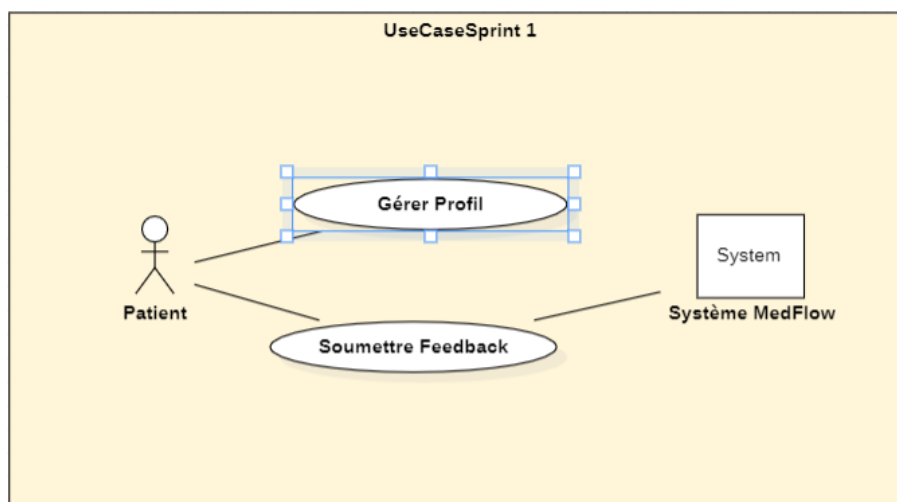 UseCaseSprint 1
Gérer Profil
System
Patient
Système MedFlow
Soumettre Feedback